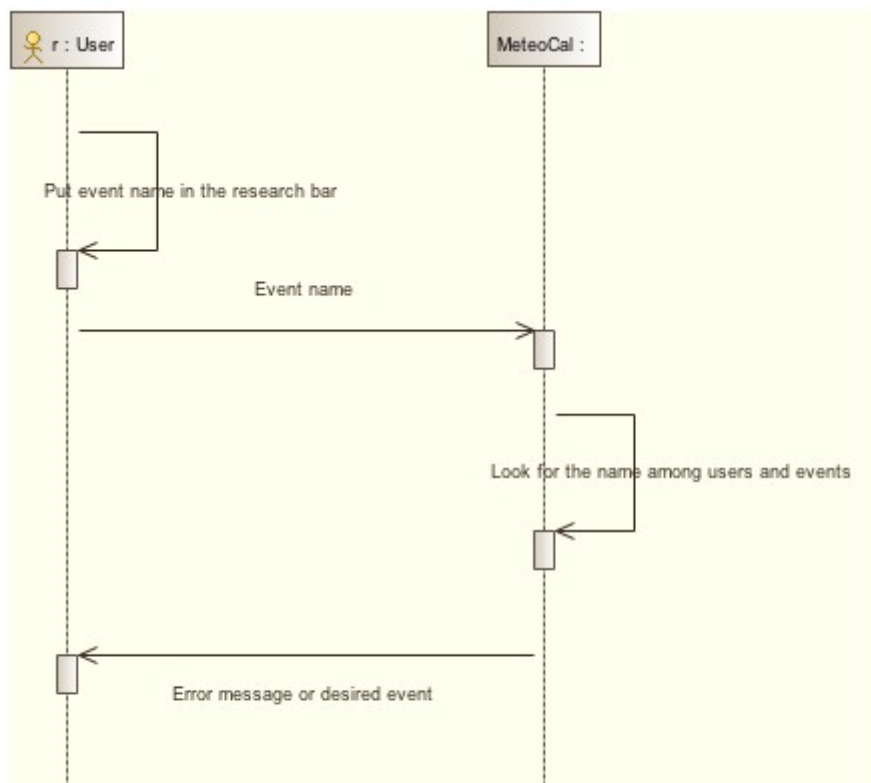 r : User
MeteoCal :
Put event name in the research bar
Event name
Look for the name among users and events
Error message or desired event